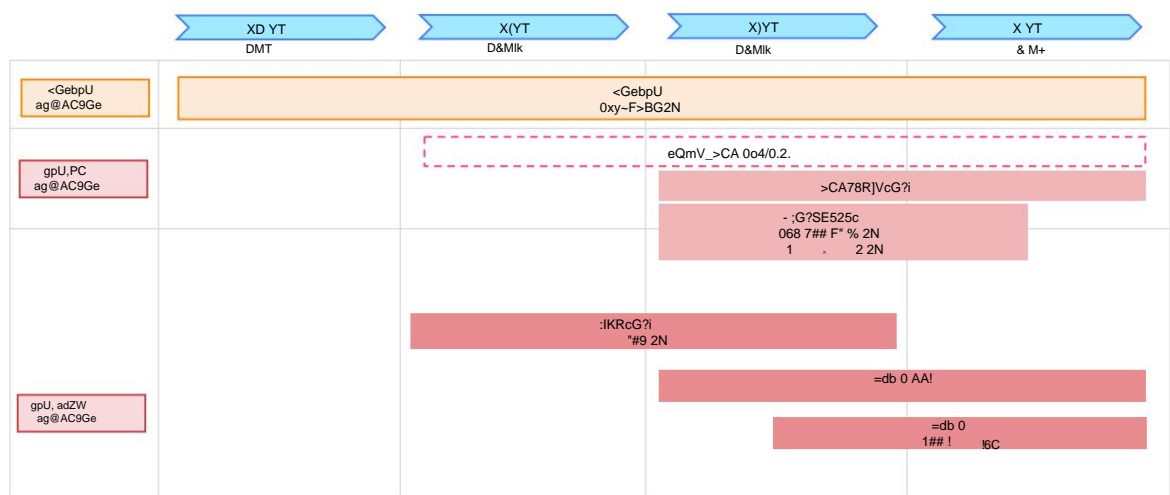 XD YT
X(YT
X)YT
X YT
DMT
D&Mlk
D&Mlk
& M+
<GebpU
ag@AC9Ge
<GebpU
0xy~F>BG2N
gpU,PC
ag@AC9Ge
eQmV_>CA 0o4/0.2.
>CA78R]VcG?i
- ;G?SE525c
068 7## F" % 2N
1 . 2 2N
:IKRcG?i
"#9 2N
gpU, adZW
ag@AC9Ge
=db 0 AA!
=db 0
1## ! !6C